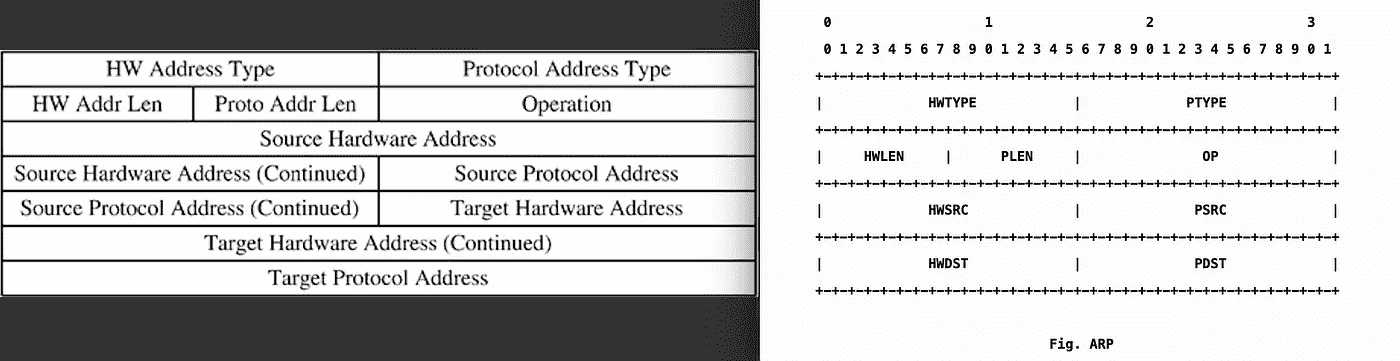 HW Address Type Protocol Address Type
HW Addr Len Proto Addr Len Operation
Source Hardware Address
Source Hardware Address (Continued) Source Protocol Address
Source Protocol Address (Continued) Target Hardware Address
Target Hardware Address (Continued)
Target Protocol Address
0 1 2 3
0 1 2 3 4 5 6 7 8 9 0 1 2 3 4 5 6 7 8 9 0 1 2 3 4 5 6 7 8 9 0 1
+-+-+-+-+-+-+-+-+-+-+-+-+-+-+-+-+-+-+-+-+-+-+-+-+-+-+-+-+-+-+-+-+
| HWTYPE | PTYPE |
+-+-+-+-+-+-+-+-+-+-+-+-+-+-+-+-+-+-+-+-+-+-+-+-+-+-+-+-+-+-+-+-+
| HWLEN | PLEN | OP |
+-+-+-+-+-+-+-+-+-+-+-+-+-+-+-+-+-+-+-+-+-+-+-+-+-+-+-+-+-+-+-+-+
| HWSRC | PSRC |
+-+-+-+-+-+-+-+-+-+-+-+-+-+-+-+-+-+-+-+-+-+-+-+-+-+-+-+-+-+-+-+-+
| HWDST | PDST |
+-+-+-+-+-+-+-+-+-+-+-+-+-+-+-+-+-+-+-+-+-+-+-+-+-+-+-+-+-+-+-+-+
Fig. ARP